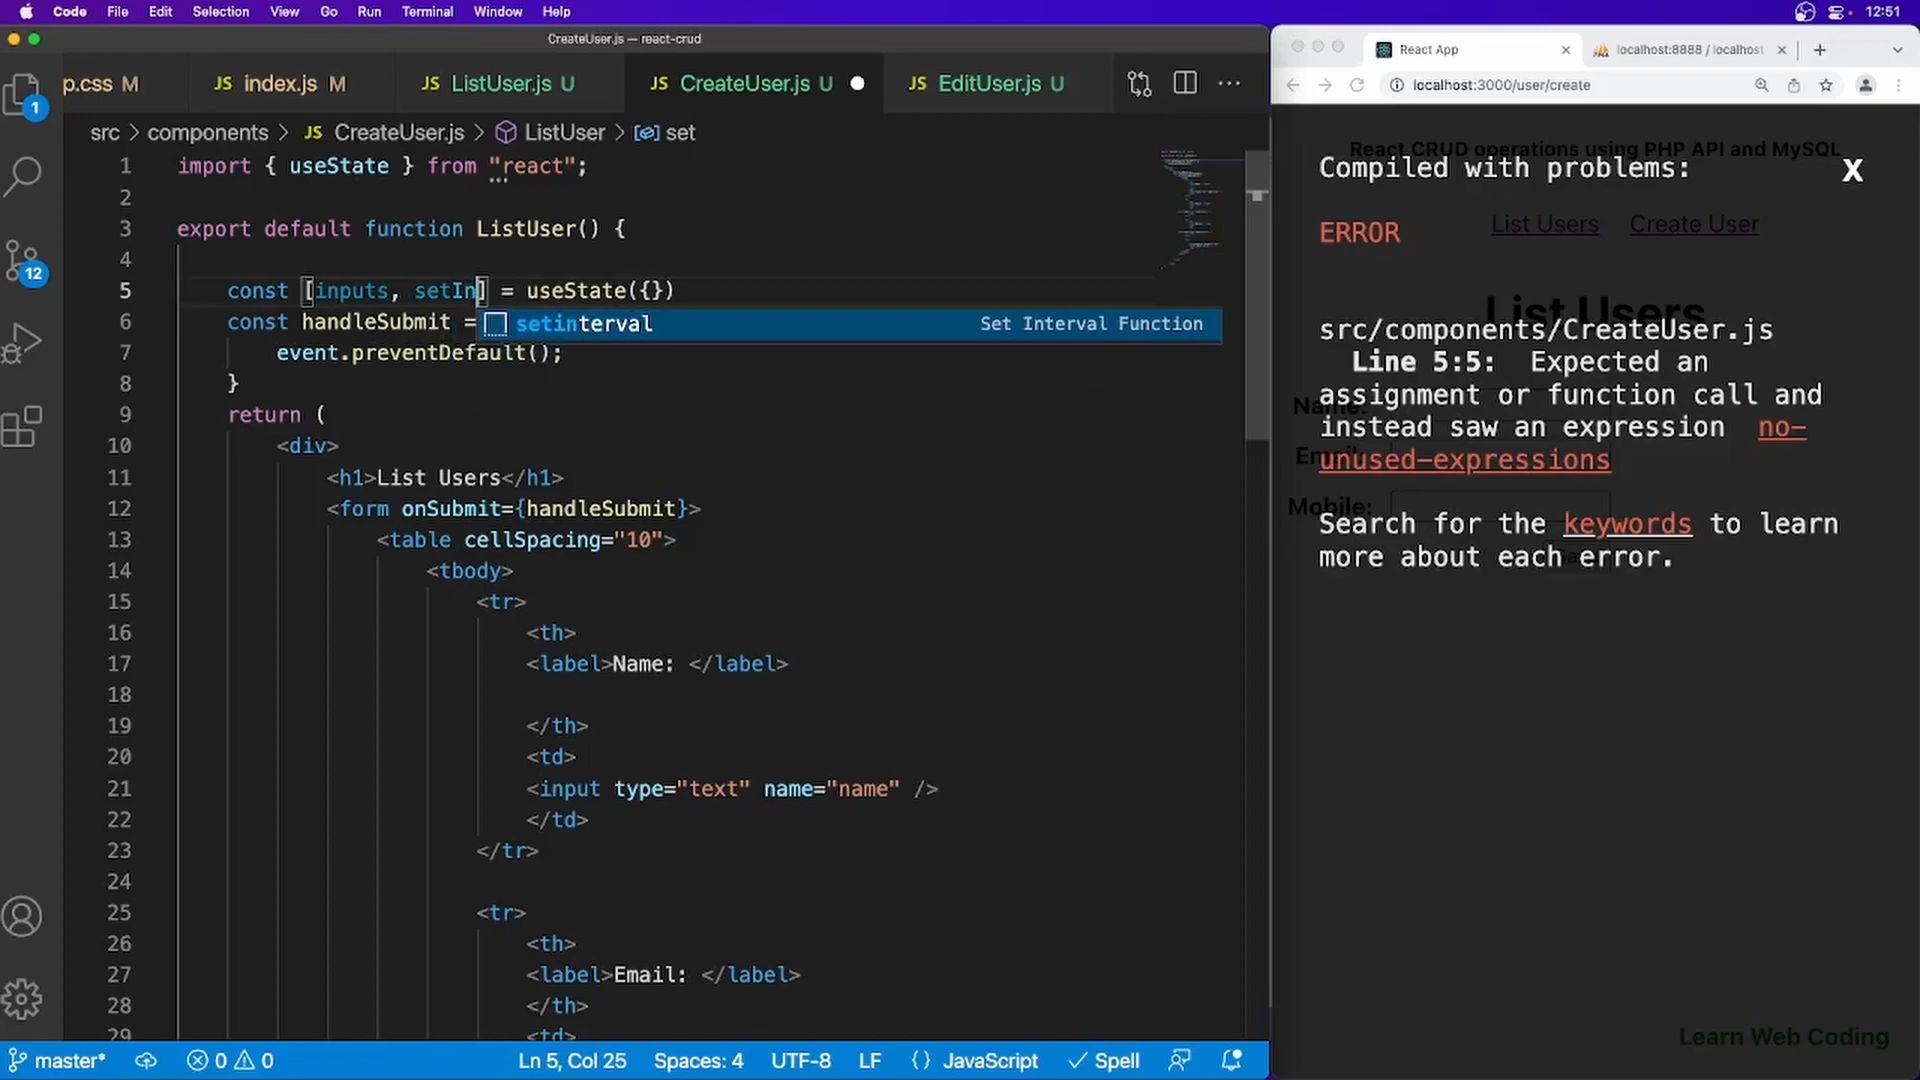 Code File Edit Selection View Go Run Terminal Window Help 12:51
CreateUser.js — react-crud
p.css M JS index.js M JS ListUser.js U JS CreateUser.js U JS EditUser.js U
src > components > JS CreateUser.js > ListUser > set
1 import { useState } from "react";
2
3 export default function ListUser() {
4
5 const [inputs, setIn] = useState({})
6 const handleSubmit =
setinterval Set Interval Function
7 event.preventDefault();
8 }
9 return (
10 <div>
11 <h1>List Users</h1>
12 <form onSubmit={handleSubmit}>
13 <table cellSpacing="10">
14 <tbody>
15 <tr>
16 <th>
17 <label>Name: </label>
18
19 </th>
20 <td>
21 <input type="text" name="name" />
22 </td>
23 </tr>
24
25 <tr>
26 <th>
27 <label>Email: </label>
28 </th>
29 <td>
1
12
master* 0 0 Ln 5, Col 25 Spaces: 4 UTF-8 LF {} JavaScript Spell
React App localhost:8888 / localhost
localhost:3000/user/create
React CRUD operations using PHP API and MySQL
Compiled with problems: X
ERROR
List Users Create User
List Users
src/components/CreateUser.js
Line 5:5: Expected an
assignment or function call and
Name:
instead saw an expression no-
Email:
unused-expressions
Mobile:
Search for the keywords to learn
more about each error.
Learn Web Coding